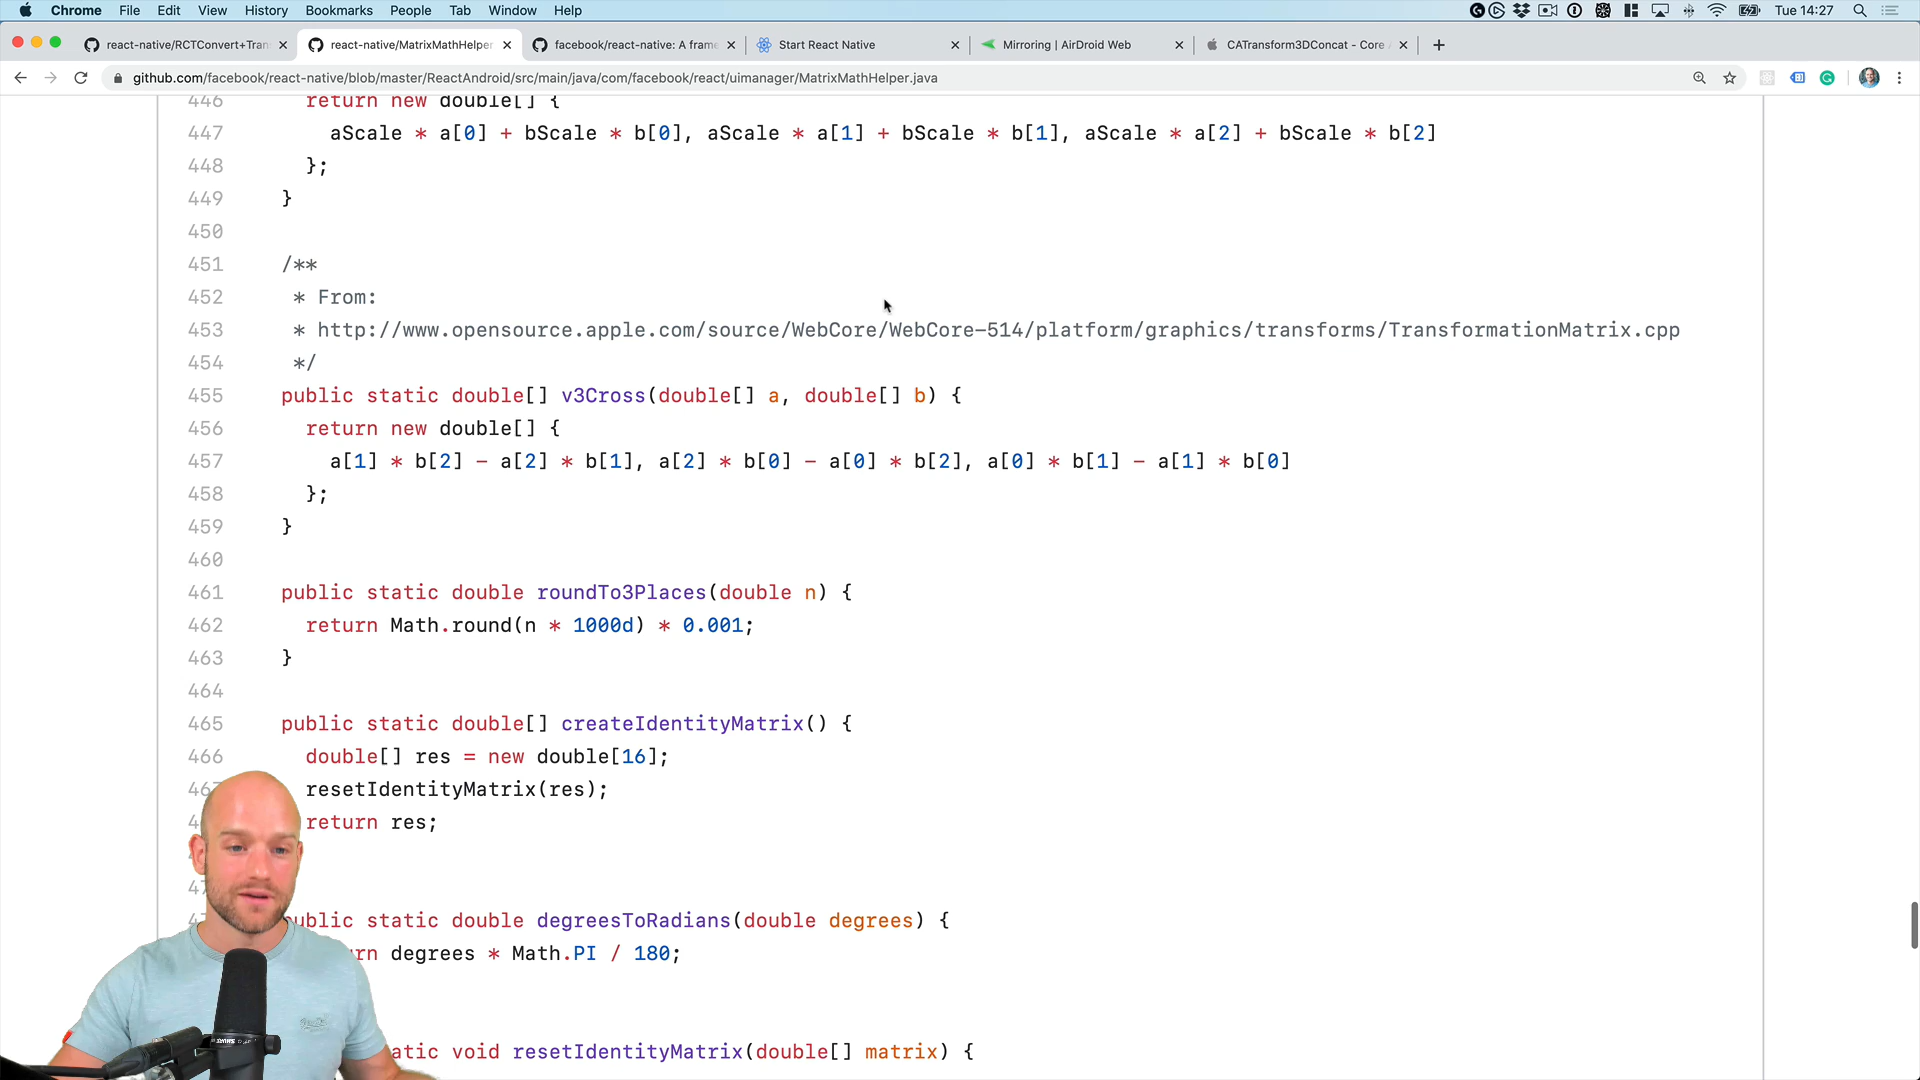 Chrome File Edit View History Bookmarks People Tab Window Help Tue 14:27
react-native/RCTConvert+Tran react-native/MatrixMathHelper facebook/react-native: A frame Start React Native Mirroring | AirDroid Web CATransform3DConcat - Core A
github.com/facebook/react-native/blob/master/ReactAndroid/src/main/java/com/facebook/react/uimanager/MatrixMathHelper.java
446 return new double[] {
447 aScale * a[0] + bScale * b[0], aScale * a[1] + bScale * b[1], aScale * a[2] + bScale * b[2]
448 };
449 }
450
451 /**
452 * From:
453 * http://www.opensource.apple.com/source/WebCore/WebCore-514/platform/graphics/transforms/TransformationMatrix.cpp
454 */
455 public static double[] v3Cross(double[] a, double[] b) {
456 return new double[] {
457 a[1] * b[2] - a[2] * b[1], a[2] * b[0] - a[0] * b[2], a[0] * b[1] - a[1] * b[0]
458 };
459 }
460
461 public static double roundTo3Places(double n) {
462 return Math.round(n * 1000d) * 0.001;
463 }
464
465 public static double[] createIdentityMatrix() {
466 double[] res = new double[16];
467 resetIdentityMatrix(res);
return res;
public static double degreesToRadians(double degrees) {
rn degrees * Math.PI / 180;
atic void resetIdentityMatrix(double[] matrix) {